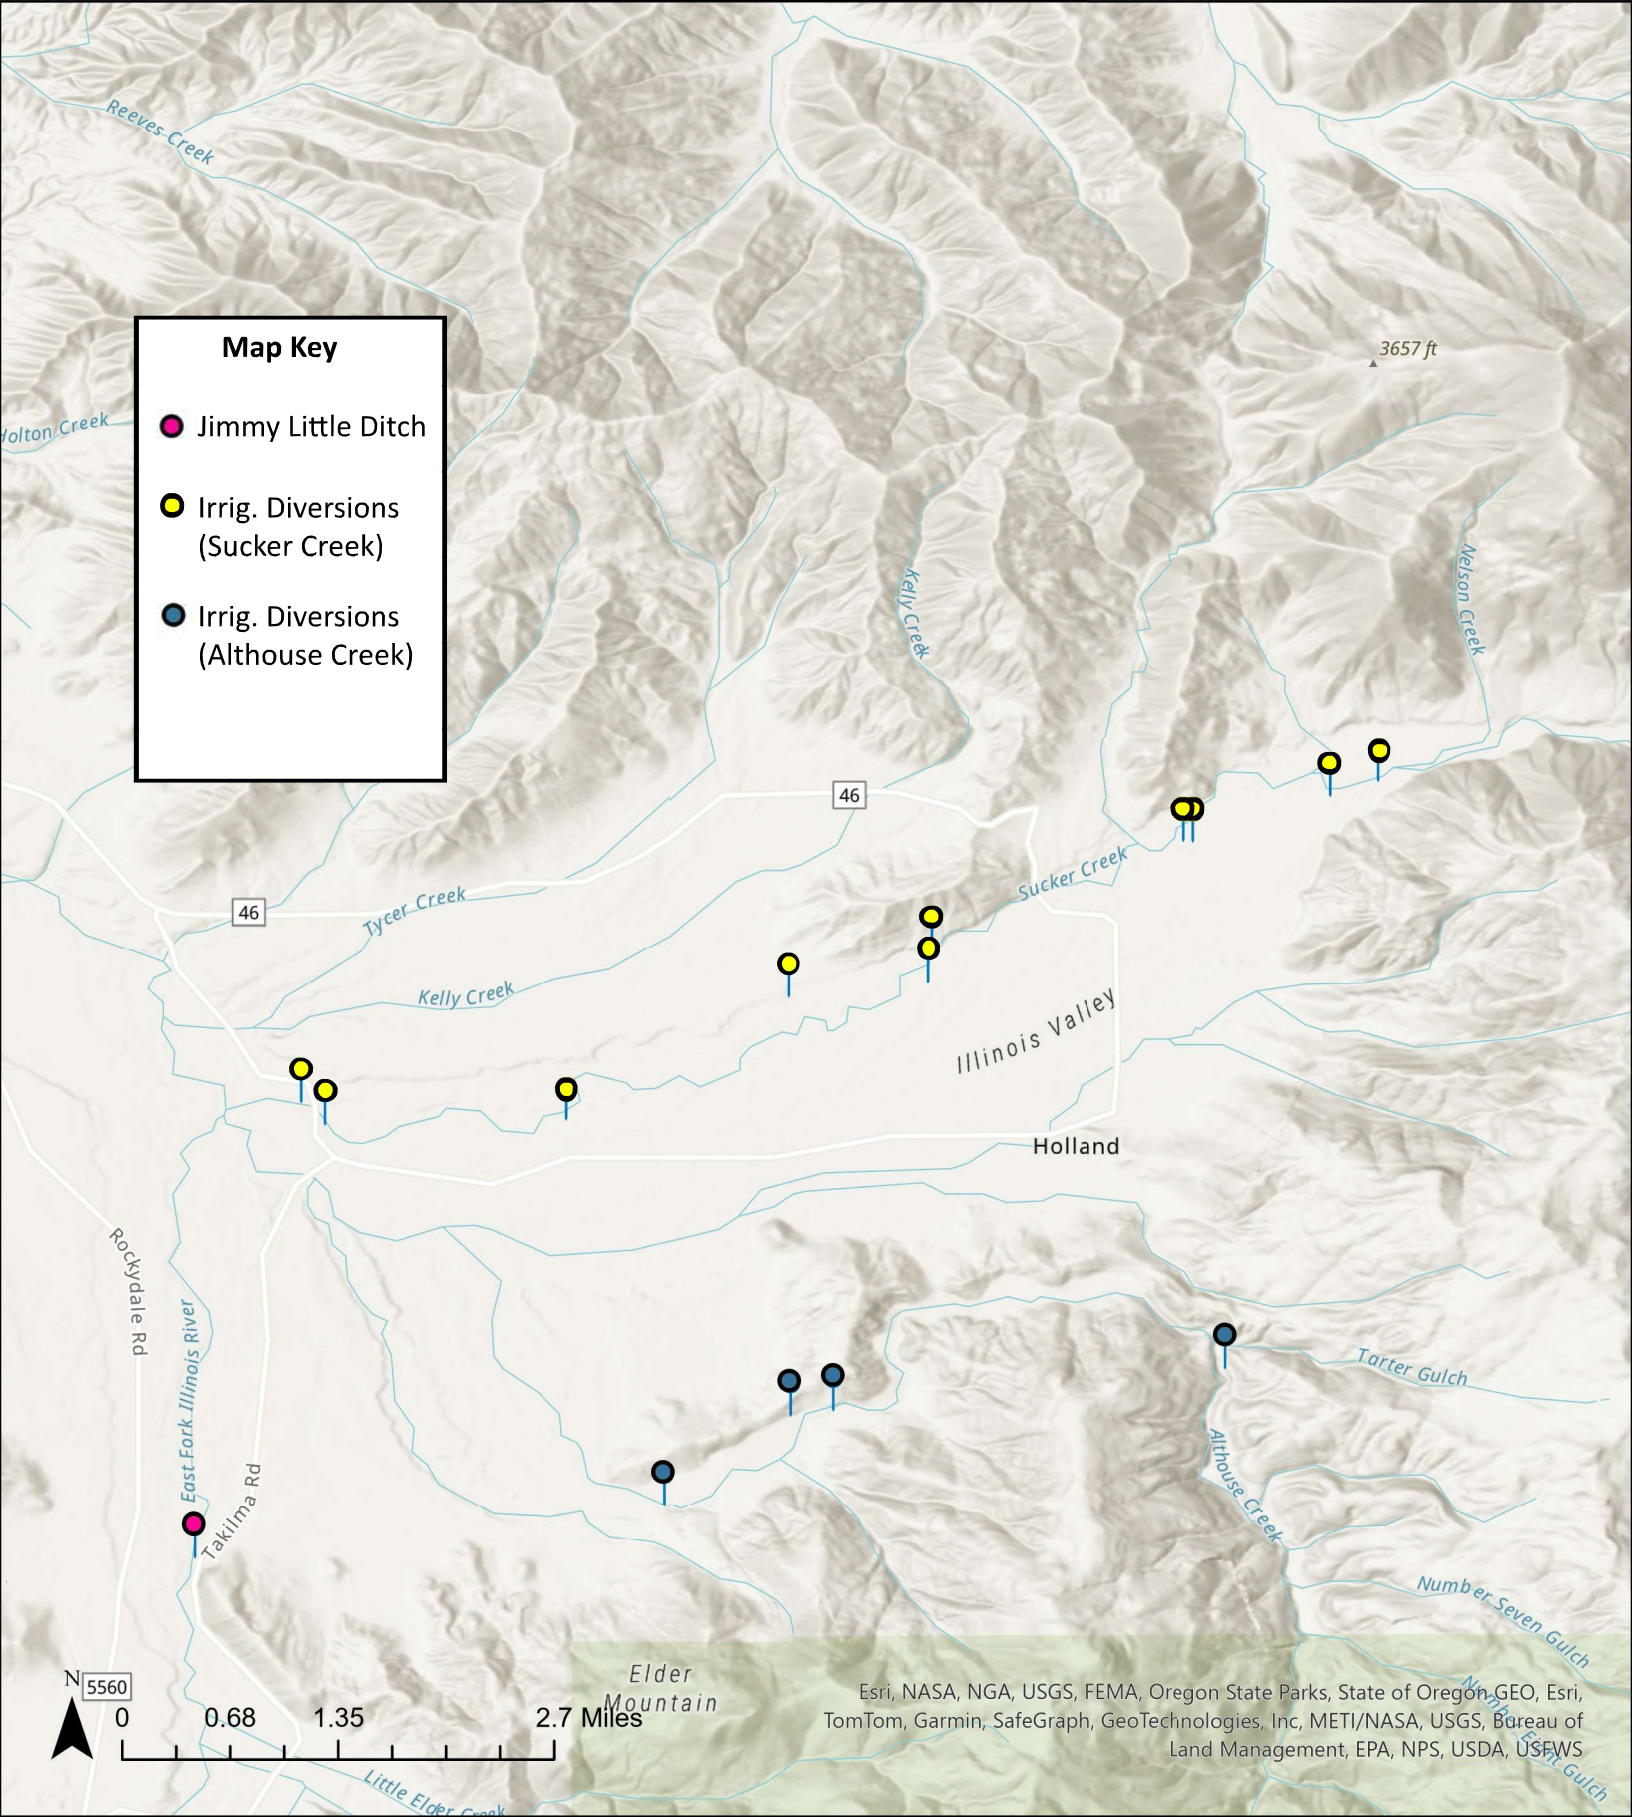 Reeves Creek
3657 ft
Map Key
Holton Creek
Jimmy Little Ditch
Irrig. Diversions
(Sucker Creek)
Irrig. Diversions
(Althouse Creek)
Kelly Creek
Nelson Creek
46
Sucker Creek
46
Tycer Creek
Kelly Creek
Illinois Valley
Holland
Rockydale Rd
East Fork Illinois River
Tarter Gulch
Althouse Creek
Takilma Rd
Number Seven Gulch
Elder
Mountain
N
5560
0 0.68 1.35 2.7 Miles
Number Eight Gulch
Esri, NASA, NGA, USGS, FEMA, Oregon State Parks, State of Oregon GEO, Esri,
TomTom, Garmin, SafeGraph, GeoTechnologies, Inc, METI/NASA, USGS, Bureau of
Land Management, EPA, NPS, USDA, USFWS
Little Elder Creek